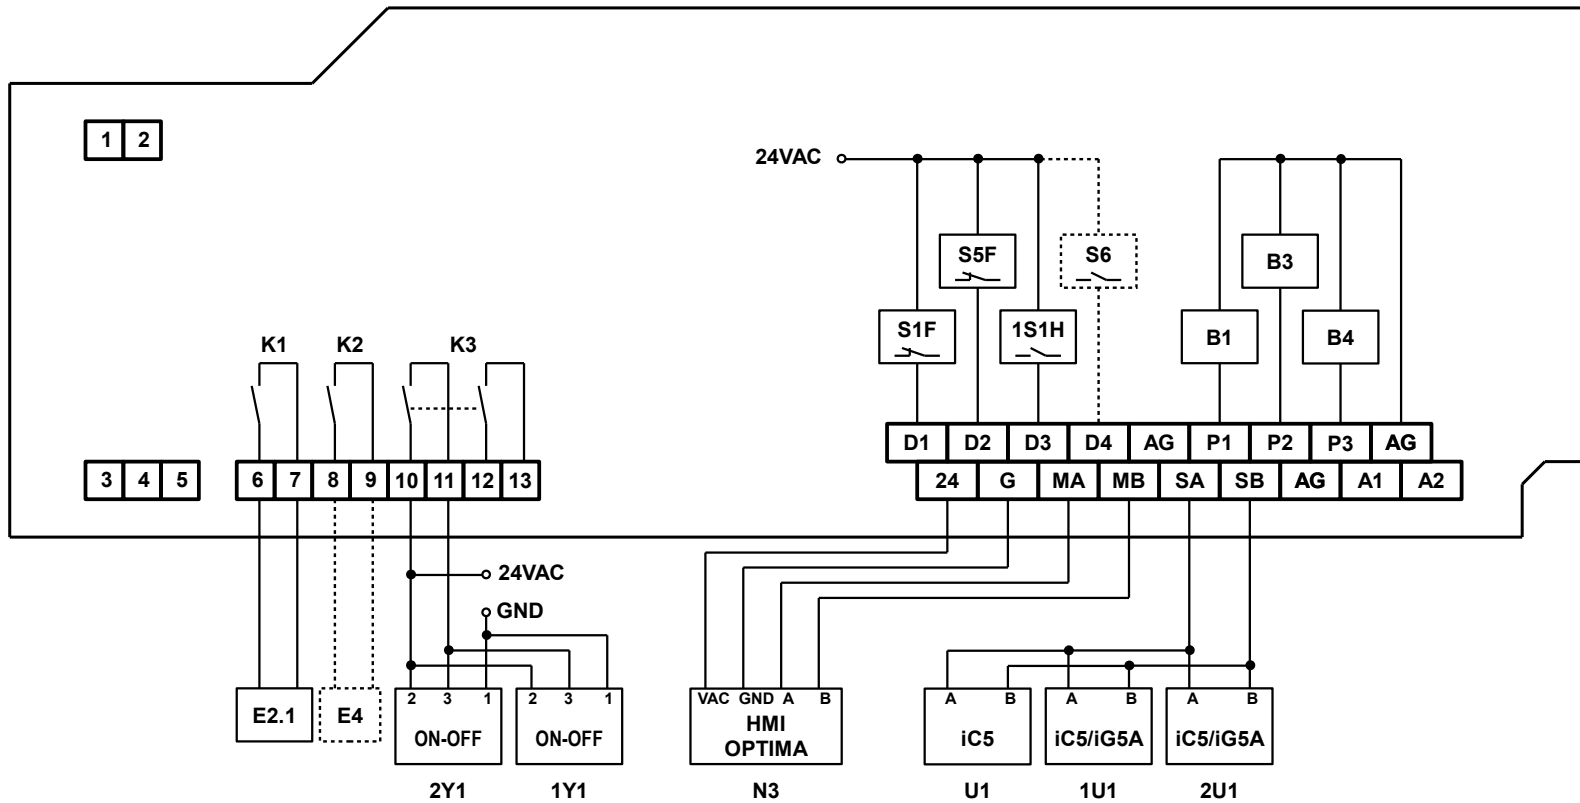 1 2
24VAC
S5F S6 B3
S1F 1S1H B1 B4
K1 K2 K3
D1 D2 D3 D4 AG P1 P2 P3 AG
3 4 5 6 7 8 9 10 11 12 13 24 G MA MB SA SB AG A1 A2
24VAC
GND
2 3 1 2 3 1 VAC GND A B A B A B A B
E2.1 E4 ON-OFF ON-OFF HMI OPTIMA iC5 iC5/iG5A iC5/iG5A
2Y1 1Y1 N3 U1 1U1 2U1